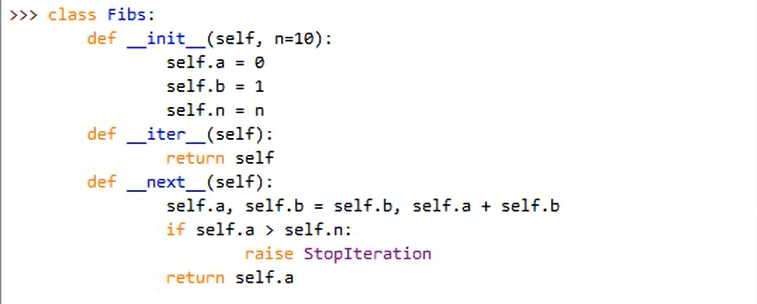 >>> class Fibs:
        def __init__(self, n=10):
                self.a = 0
                self.b = 1
                self.n = n
        def __iter__(self):
                return self
        def __next__(self):
                self.a, self.b = self.b, self.a + self.b
                if self.a > self.n:
                        raise StopIteration
                return self.a